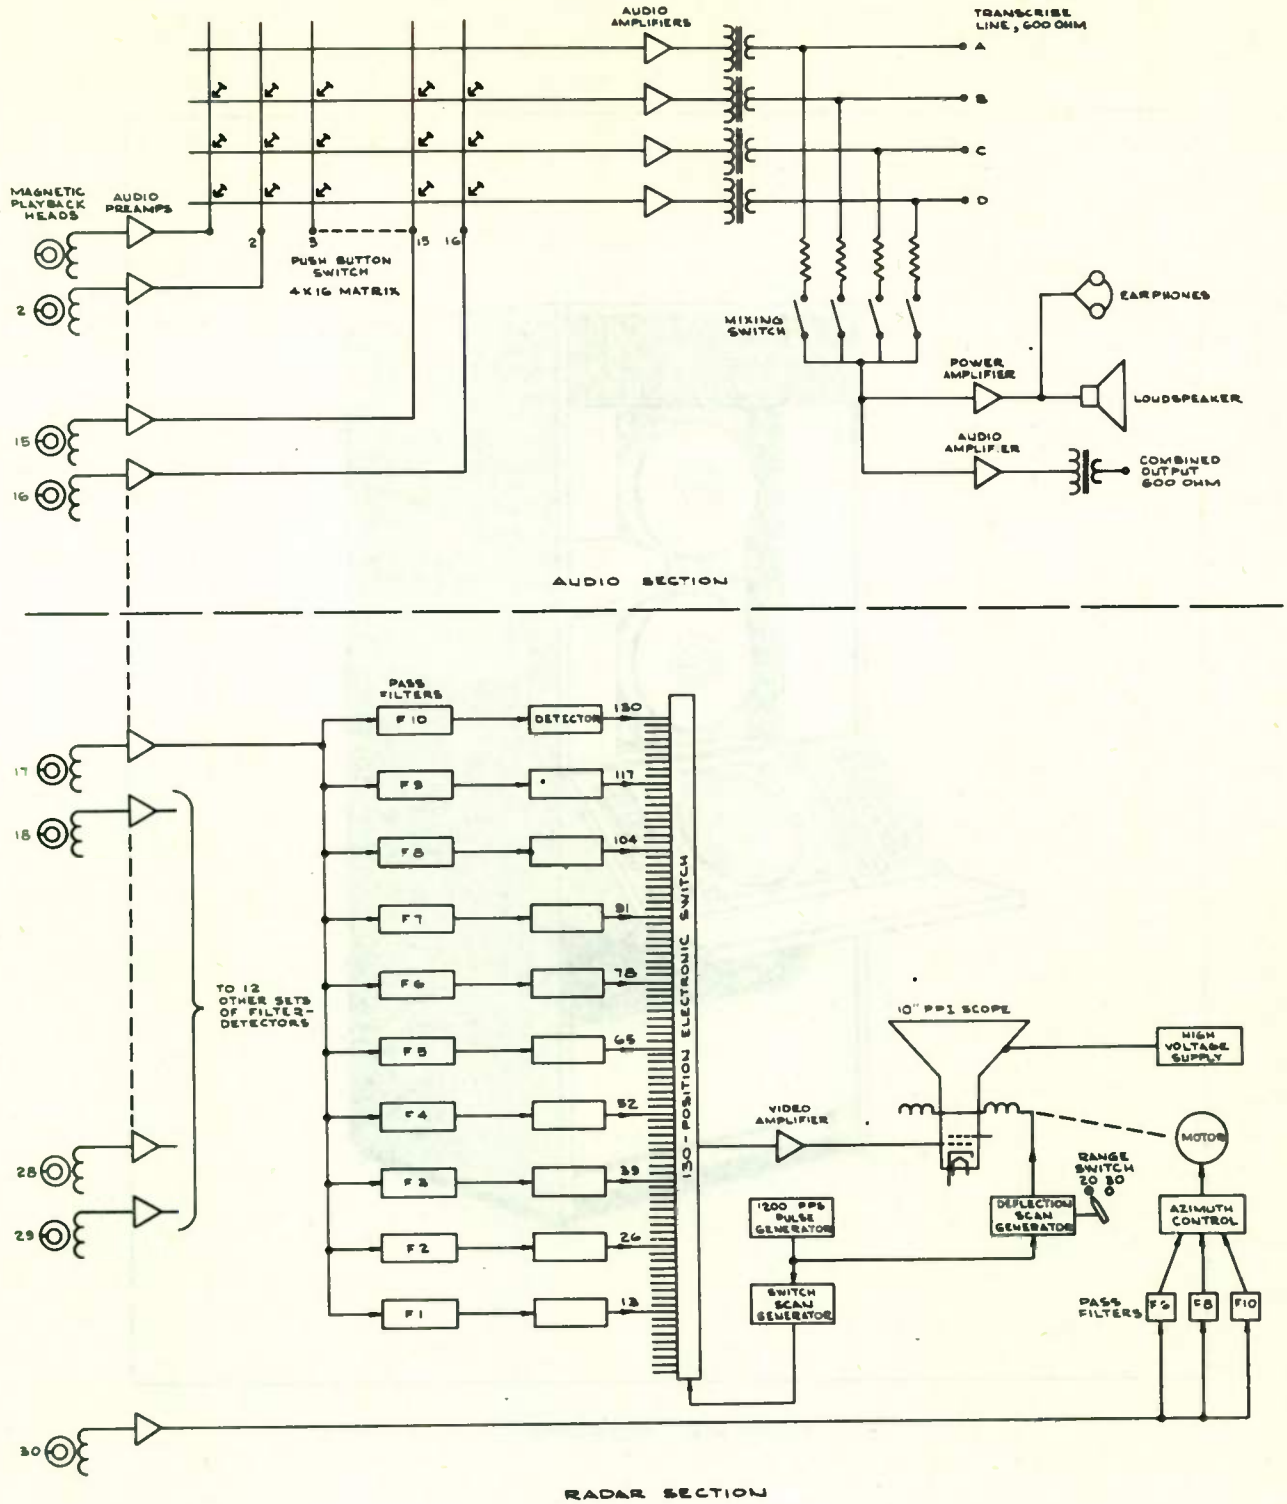 AUDIO
AMPLIFIERS
TRANSCRIBE
LINE, 600 OHM
A
B
C
D
MAGNETIC
PLAYBACK
HEADS
AUDIO
PREAMPS
2
3
15
16
PUSH BUTTON
SWITCH
4X16 MATRIX
2
15
16
MIXING
SWITCH
EARPHONES
POWER
AMPLIFIER
LOUDSPEAKER
AUDIO
AMPLIFIER
COMBINED
OUTPUT
600 OHM
AUDIO SECTION
PASS
FILTERS
F10
DETECTOR
130
17
F9
117
18
F8
104
F7
91
F6
78
TO 12
OTHER SETS
OF FILTER-
DETECTORS
F5
65
F4
52
28
F3
39
29
F2
26
F1
13
130-POSITION ELECTRONIC SWITCH
10" PPI SCOPE
HIGH
VOLTAGE
SUPPLY
VIDEO
AMPLIFIER
MOTOR
RANGE
SWITCH
20 80
1200 PPS
PULSE
GENERATOR
DEFLECTION
SCAN
GENERATOR
AZIMUTH
CONTROL
SWITCH
SCAN
GENERATOR
PASS
FILTERS
F8
F10
30
RADAR SECTION